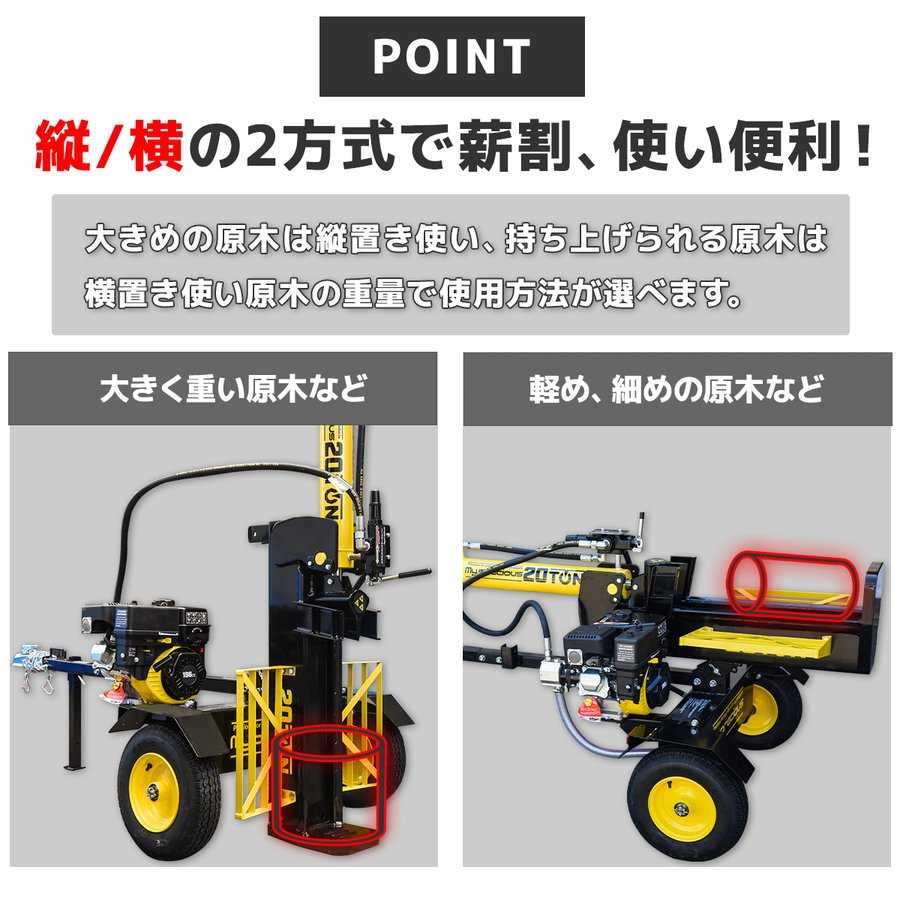 POINT
縦/横の2方式で薪割、使い便利！
大きめの原木は縦置き使い、持ち上げられる原木は
横置き使い原木の重量で使用方法が選べます。
大きく重い原木など
軽め、細めの原木など
20TON
196cc
20TON
20TON